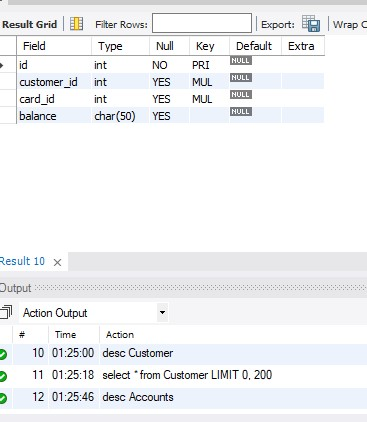 Result Grid Filter Rows: Export: Wrap C
Field Type Null Key Default Extra
id int NO PRI NULL
customer_id int YES MUL NULL
card_id int YES MUL NULL
balance char(50) YES NULL
Result 10 ×
Output
Action Output
# Time Action
10 01:25:00 desc Customer
11 01:25:18 select * from Customer LIMIT 0, 200
12 01:25:46 desc Accounts